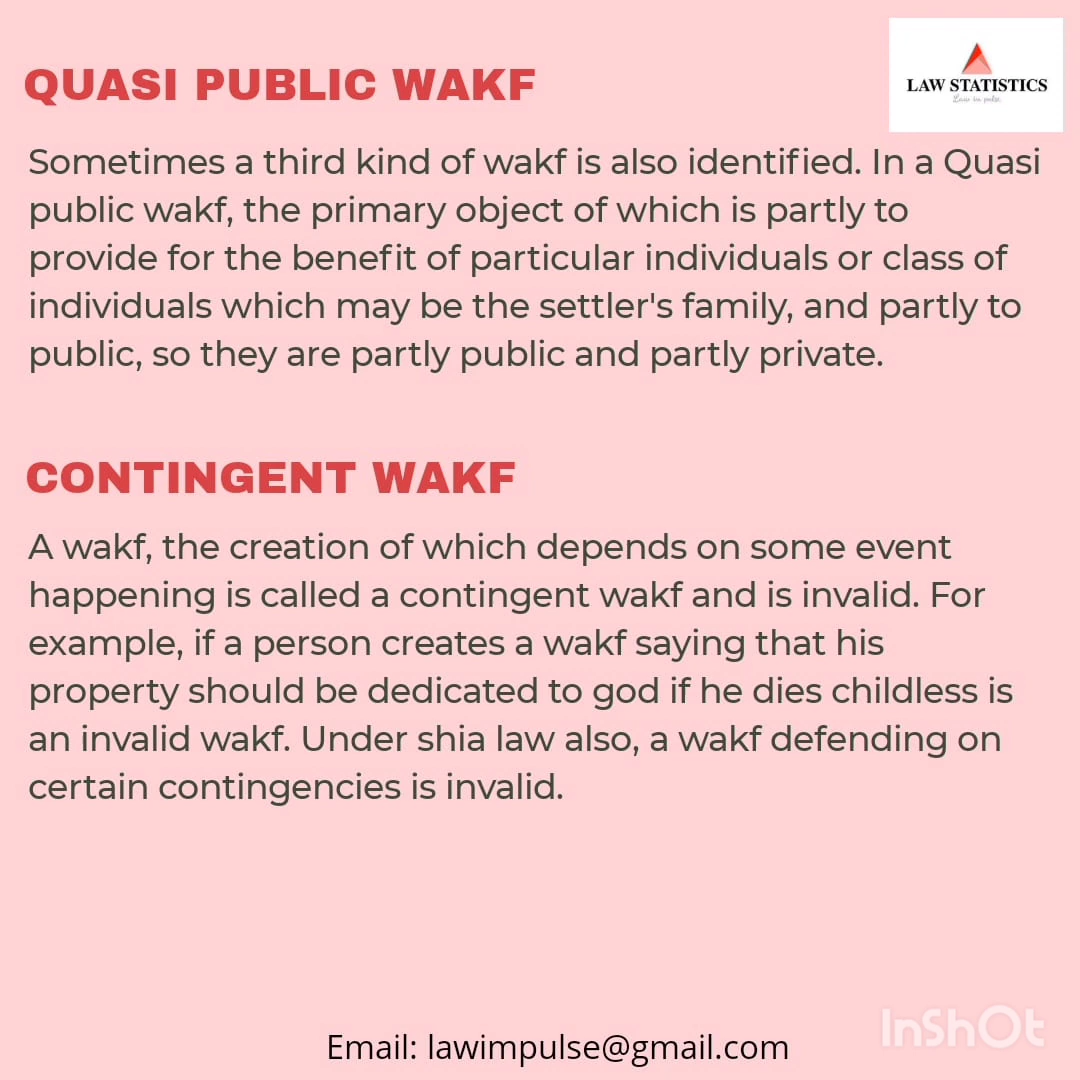 QUASI PUBLIC WAKF
LAW STATISTICS
Law in pulse
Sometimes a third kind of wakf is also identified. In a Quasi
public wakf, the primary object of which is partly to
provide for the benefit of particular individuals or class of
individuals which may be the settler's family, and partly to
public, so they are partly public and partly private.
CONTINGENT WAKF
A wakf, the creation of which depends on some event
happening is called a contingent wakf and is invalid. For
example, if a person creates a wakf saying that his
property should be dedicated to god if he dies childless is
an invalid wakf. Under shia law also, a wakf defending on
certain contingencies is invalid.
InShOt
Email: lawimpulse@gmail.com